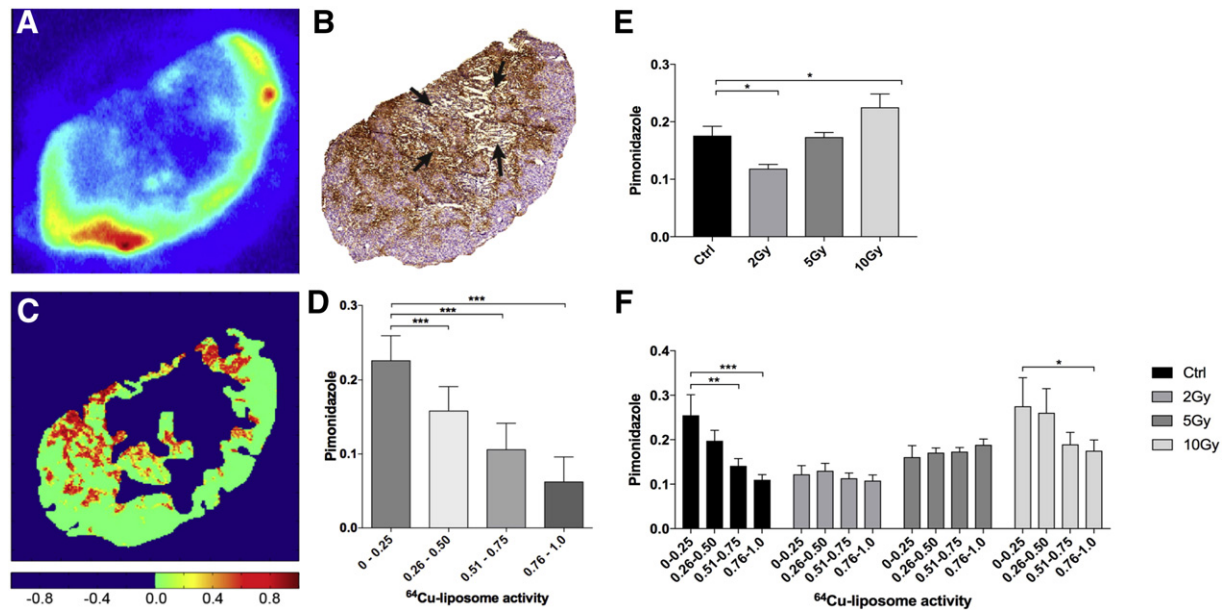 A
B
C
-0.8 -0.4 0.0 0.4 0.8
D
Pimonidazole
0.3
0.2
0.1
0.0
***
***
***
0 - 0.25
0.26 - 0.50
0.51 - 0.75
0.76 - 1.0
64Cu-liposome activity
E
Pimonidazole
0.3
0.2
0.1
0.0
*
*
Ctrl
2Gy
5Gy
10Gy
F
Pimonidazole
0.4
0.3
0.2
0.1
0.0
***
**
*
0-0.25
0.26-0.50
0.51-0.75
0.76-1.0
0-0.25
0.26-0.50
0.51-0.75
0.76-1.0
0-0.25
0.26-0.50
0.51-0.75
0.76-1.0
0-0.25
0.26-0.50
0.51-0.75
0.76-1.0
64Cu-liposome activity
Ctrl
2Gy
5Gy
10Gy